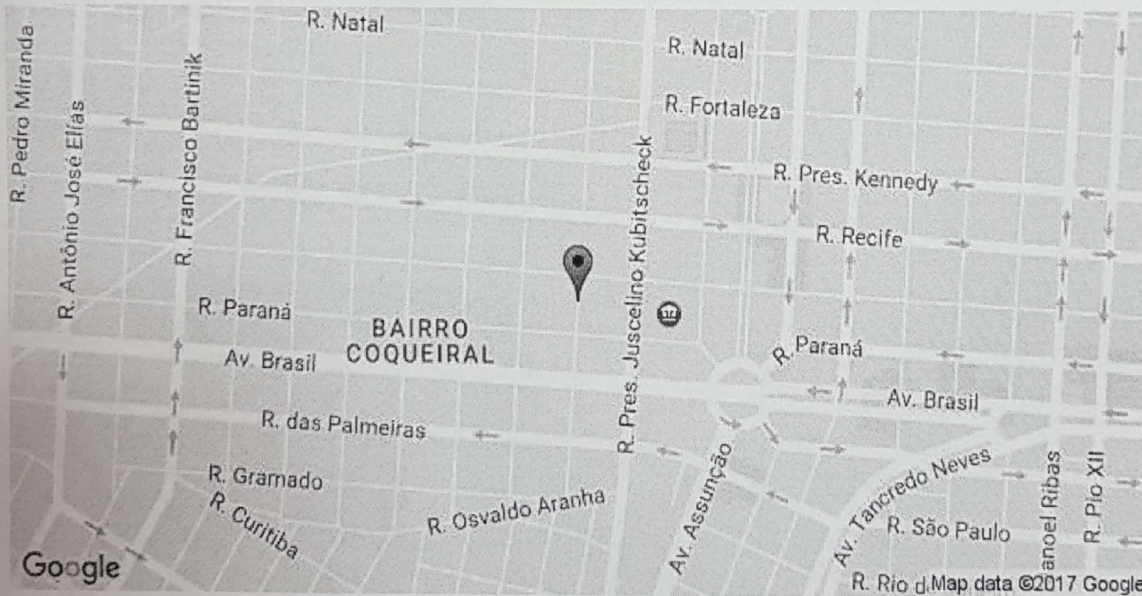 R. Natal
R. Natal
R. Pedro Miranda
R. Antônio José Elías
R. Francisco Bartinik
R. Fortaleza
R. Pres. Juscelino Kubitscheck
R. Pres. Kennedy
R. Recife
R. Paraná
BAIRRO
COQUEIRAL
R. Paraná
Av. Brasil
Av. Brasil
R. das Palmeiras
R. Gramado
R. Curitiba
R. Osvaldo Aranha
Av. Assunção
Av. Tancredo Neves
R. São Paulo
anoel Ribas
R. Pio XII
Google
R. Rio d
Map data ©2017 Google